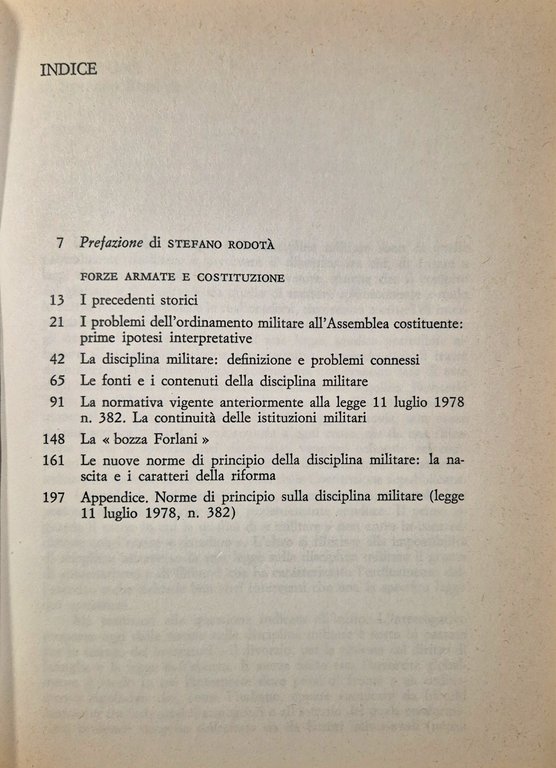 INDICE
7 Prefazione di STEFANO RODOTÀ
FORZE ARMATE E COSTITUZIONE
13 I precedenti storici
21 I problemi dell'ordinamento militare all'Assemblea costituente:
prime ipotesi interpretative
42 La disciplina militare: definizione e problemi connessi
65 Le fonti e i contenuti della disciplina militare
91 La normativa vigente anteriormente alla legge 11 luglio 1978
n. 382. La continuità delle istituzioni militari
148 La « bozza Forlani »
161 Le nuove norme di principio della disciplina militare: la na-
scita e i caratteri della riforma
197 Appendice. Norme di principio sulla disciplina militare (legge
11 luglio 1978, n. 382)